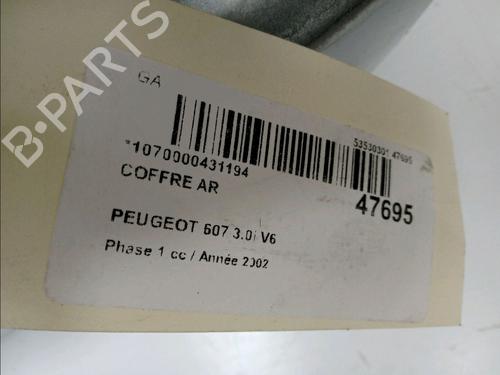 B-PARTS
GA
53530301 47695
*1070000431194
COFFRE AR
47695
PEUGEOT 607 3.0i V6
Phase 1 cc / Année 2002